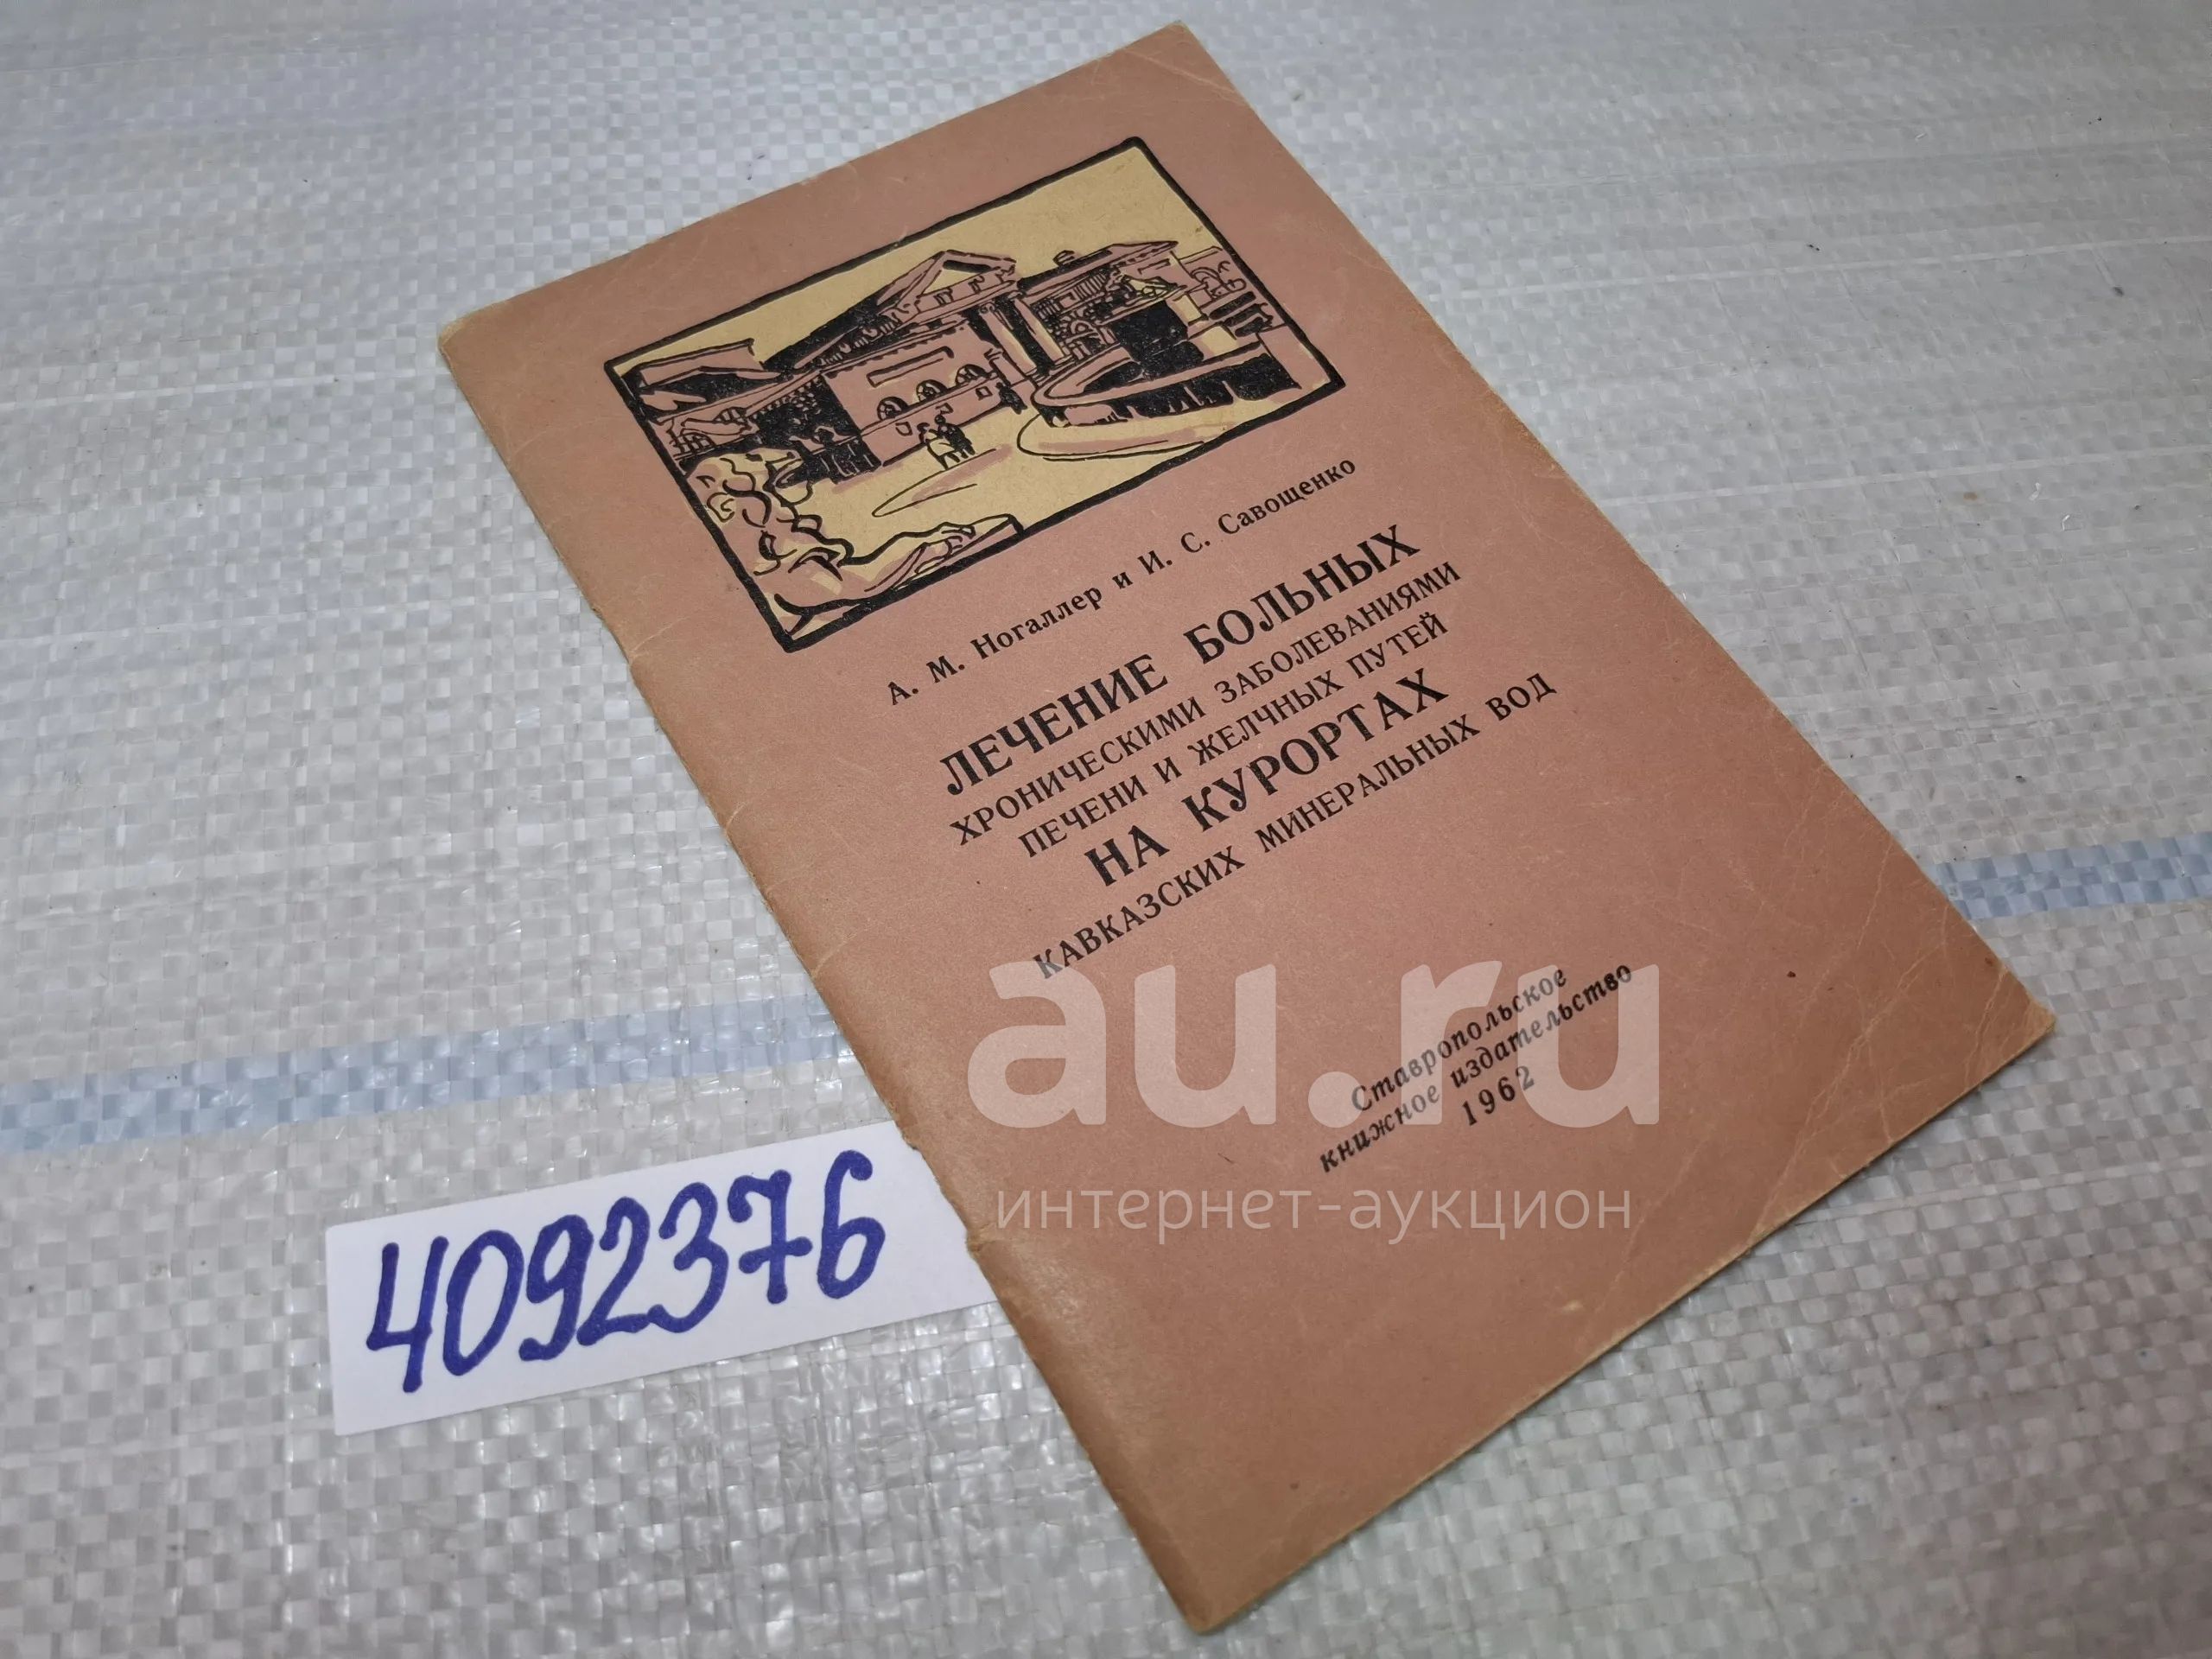 А. М. Ногаллер и И. С. Савощенко
ЛЕЧЕНИЕ БОЛЬНЫХ
ХРОНИЧЕСКИМИ ЗАБОЛЕВАНИЯМИ
ПЕЧЕНИ И ЖЕЛЧНЫХ ПУТЕЙ
НА КУРОРТАХ
КАВКАЗСКИХ МИНЕРАЛЬНЫХ ВОД
Ставропольское
книжное издательство
1962
au.ru
интернет-аукцион
4092376